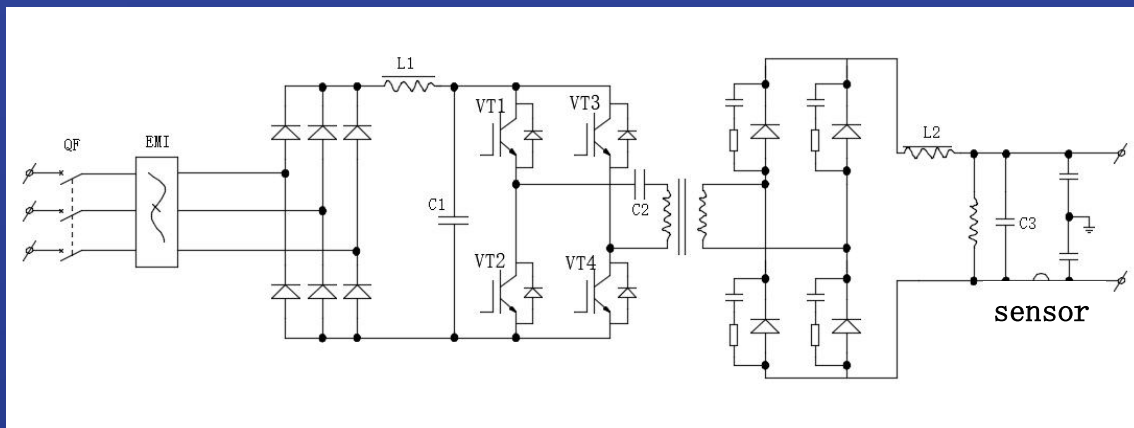 L1
VT1
VT3
QF
EMI
L2
C1
C2
C3
VT2
VT4
sensor